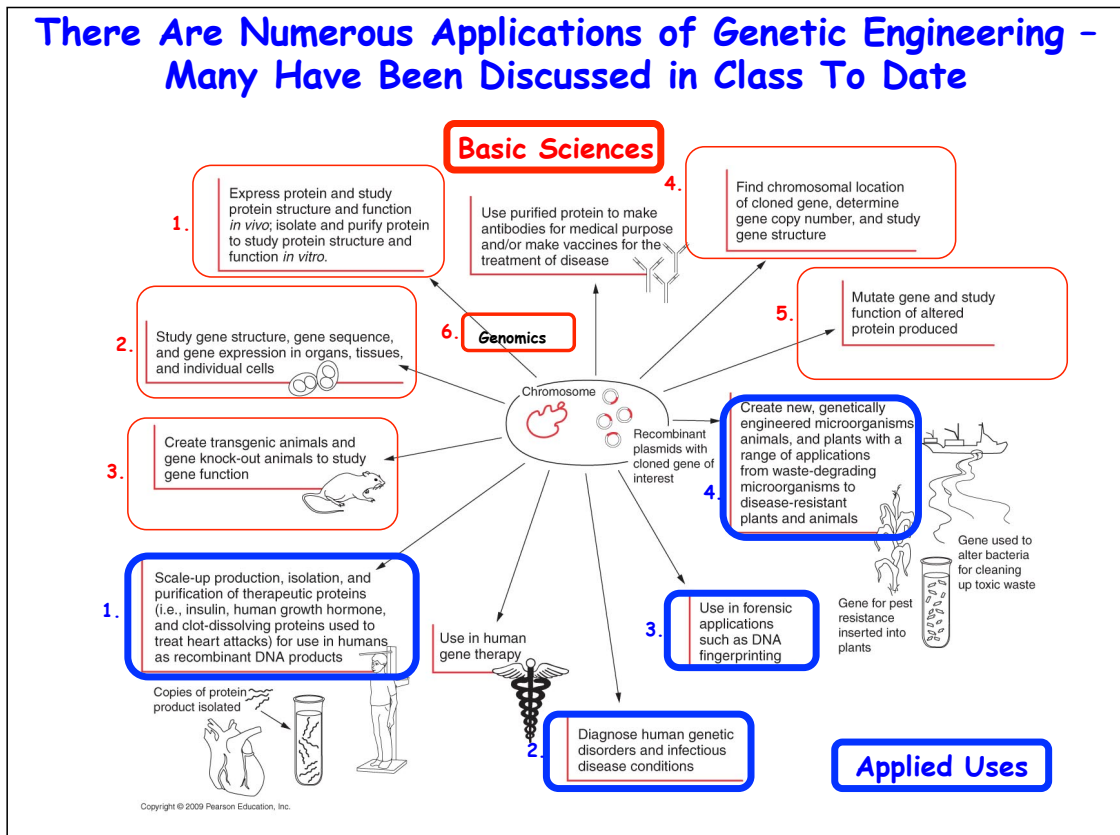 There Are Numerous Applications of Genetic Engineering –
Many Have Been Discussed in Class To Date
Basic Sciences
1.
Express protein and study
protein structure and function
in vivo; isolate and purify protein
to study protein structure and
function in vitro.
Use purified protein to make
antibodies for medical purpose
and/or make vaccines for the
treatment of disease
4.
Find chromosomal location
of cloned gene, determine
gene copy number, and study
gene structure
2.
Study gene structure, gene sequence,
and gene expression in organs, tissues,
and individual cells
6.
Genomics
5.
Mutate gene and study
function of altered
protein produced
Chromosome
Recombinant
plasmids with
cloned gene of
interest
3.
Create transgenic animals and
gene knock-out animals to study
gene function
4.
Create new, genetically
engineered microorganisms
animals, and plants with a
range of applications
from waste-degrading
microorganisms to
disease-resistant
plants and animals
Gene used to
alter bacteria
for cleaning
up toxic waste
Gene for pest
resistance
inserted into
plants
1.
Scale-up production, isolation, and
purification of therapeutic proteins
(i.e., insulin, human growth hormone,
and clot-dissolving proteins used to
treat heart attacks) for use in humans
as recombinant DNA products
Copies of protein
product isolated
Use in human
gene therapy
3.
Use in forensic
applications
such as DNA
fingerprinting
2.
Diagnose human genetic
disorders and infectious
disease conditions
Applied Uses
Copyright © 2009 Pearson Education, Inc.